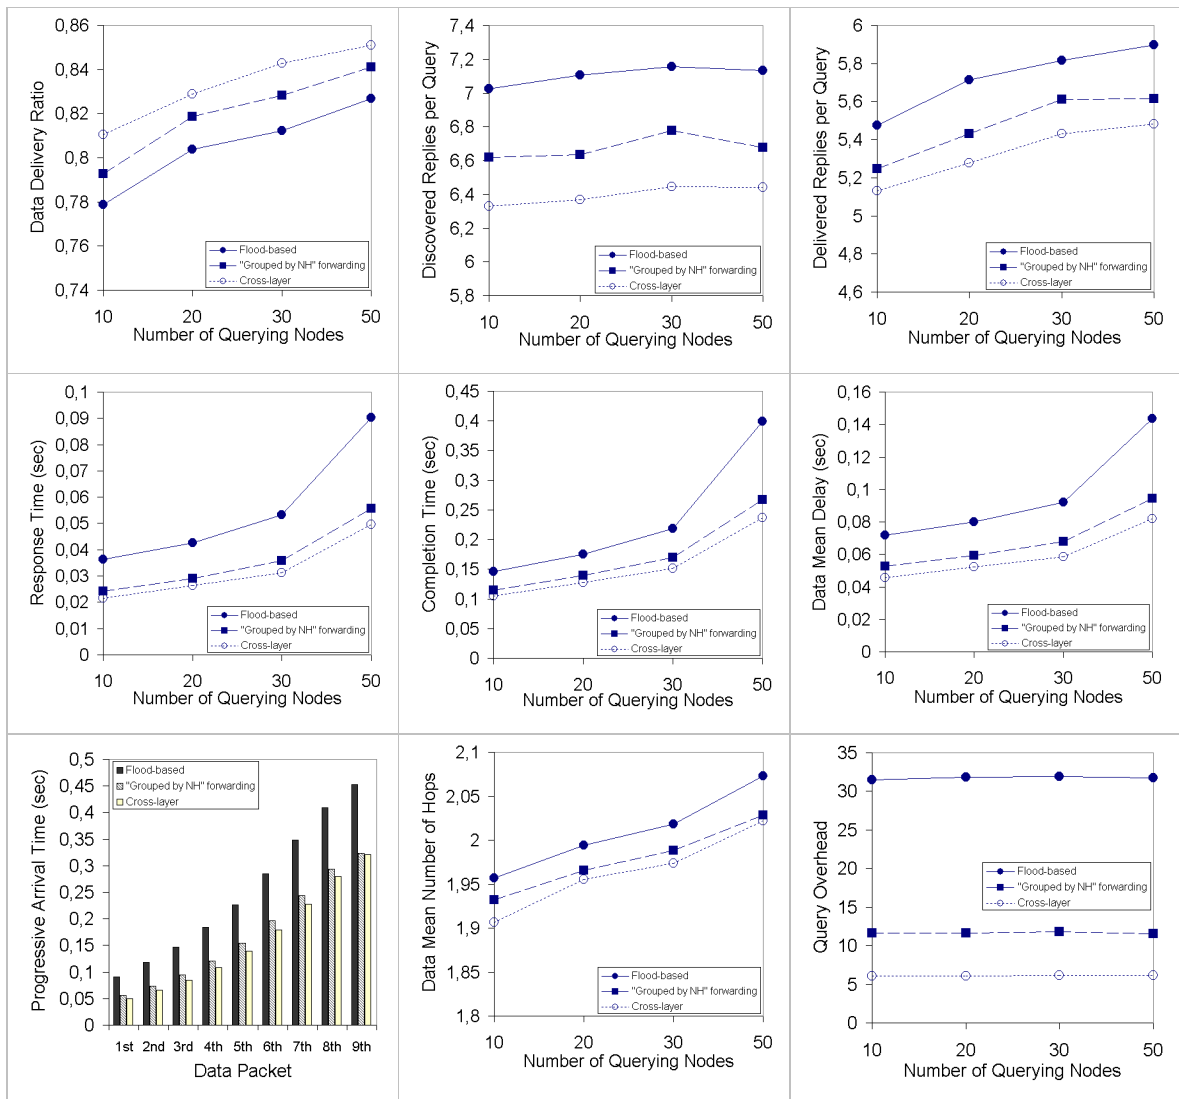 Data Delivery Ratio
0,86
0,84
0,82
0,8
0,78
0,76
0,74
10 20 30 50
Number of Querying Nodes
Flood-based
"Grouped by NH" forwarding
Cross-layer
Discovered Replies per Query
7,4
7,2
7
6,8
6,6
6,4
6,2
6
5,8
10 20 30 50
Number of Querying Nodes
Flood-based
"Grouped by NH" forwarding
Cross-layer
Delivered Replies per Query
6
5,8
5,6
5,4
5,2
5
4,8
4,6
10 20 30 50
Number of Querying Nodes
Flood-based
"Grouped by NH" forwarding
Cross-layer
Response Time (sec)
0,1
0,09
0,08
0,07
0,06
0,05
0,04
0,03
0,02
0,01
0
10 20 30 50
Number of Querying Nodes
Flood-based
"Grouped by NH" forwarding
Cross-layer
Completion Time (sec)
0,45
0,4
0,35
0,3
0,25
0,2
0,15
0,1
0,05
0
10 20 30 50
Number of Querying Nodes
Flood-based
"Grouped by NH" forwarding
Cross-layer
Data Mean Delay (sec)
0,16
0,14
0,12
0,1
0,08
0,06
0,04
0,02
0
10 20 30 50
Number of Querying Nodes
Flood-based
"Grouped by NH" forwarding
Cross-layer
Progressive Arrival Time (sec)
0,5
0,45
0,4
0,35
0,3
0,25
0,2
0,15
0,1
0,05
0
1st 2nd 3rd 4th 5th 6th 7th 8th 9th
Data Packet
Flood-based
"Grouped by NH" forwarding
Cross-layer
Data Mean Number of Hops
2,1
2,05
2
1,95
1,9
1,85
1,8
10 20 30 50
Number of Querying Nodes
Flood-based
"Grouped by NH" forwarding
Cross-layer
Query Overhead
35
30
25
20
15
10
5
0
10 20 30 50
Number of Querying Nodes
Flood-based
"Grouped by NH" forwarding
Cross-layer